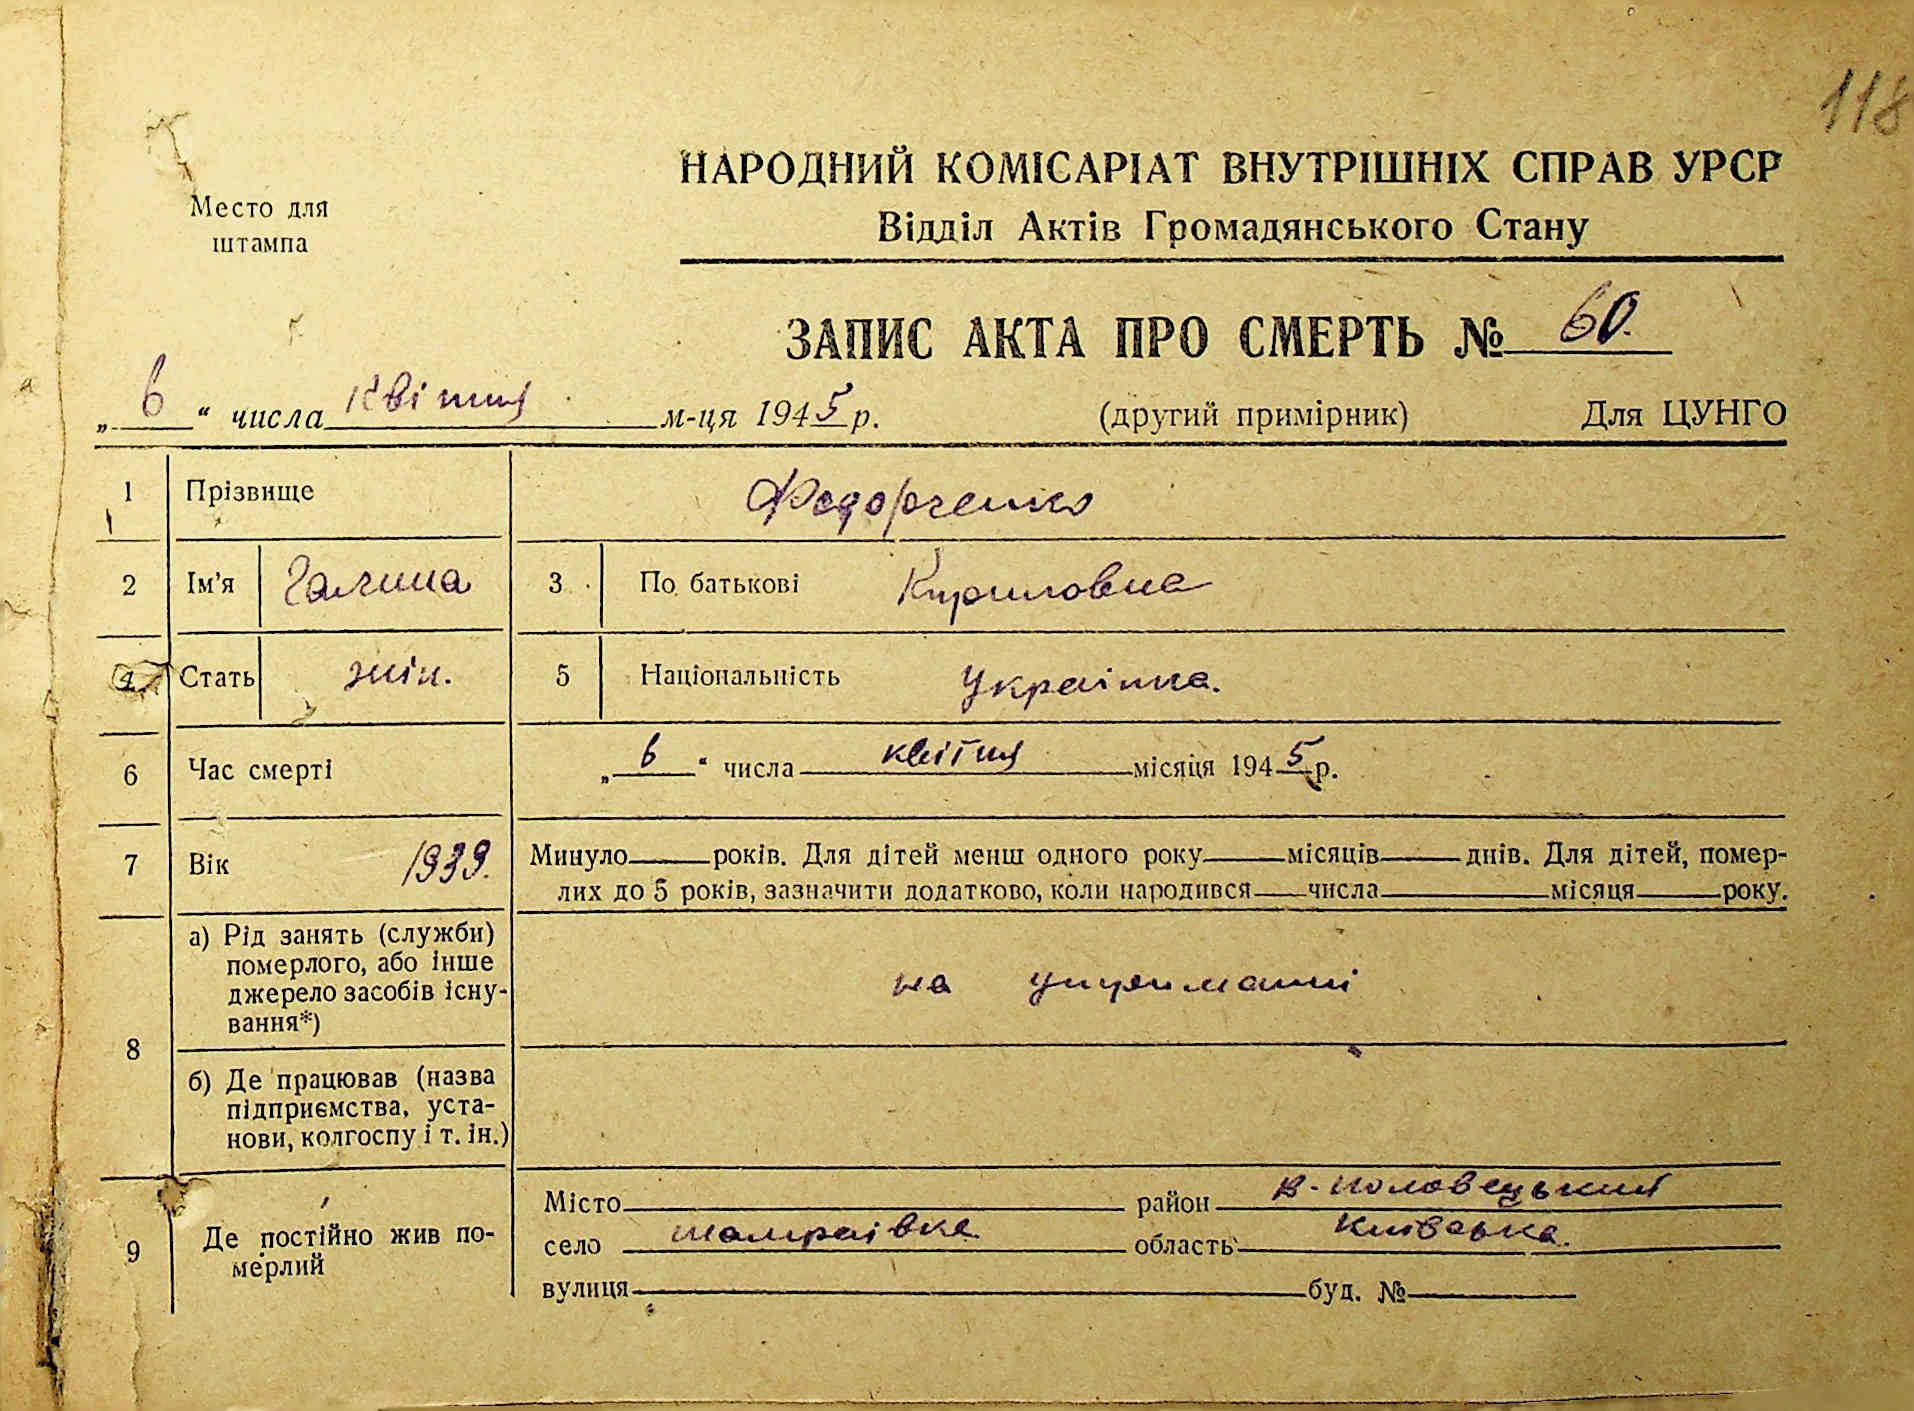 118
НАРОДНИЙ КОМІСАРІАТ ВНУТРІШНІХ СПРАВ УРСР
Відділ Актів Громадянського Стану
Место для
штампа
ЗАПИС АКТА ПРО СМЕРТЬ № 60.
„ 6 “ числа квітня м-ця 1945 р. (другий примірник) Для ЦУНГО
1 Прізвище Федорченко
2 Ім'я Галина 3 По батькові Кириловна
4 Стать жін. 5 Національність Українка.
6 Час смерті „ 6 “ числа квітня місяця 1945 р.
7 Вік 1939. Минуло років. Для дітей менш одного року місяців днів. Для дітей, помер-
лих до 5 років, зазначити додатково, коли народився числа місяця року.
8 а) Рід занять (служби)
померлого, або інше
джерело засобів існу-
вання*)
на утриманні
б) Де працював (назва
підприємства, уста-
нови, колгоспу і т. ін.)
9 Де постійно жив по-
мерлий
Місто район В-Половецький
село Шамраївка область Київська.
вулиця буд. №